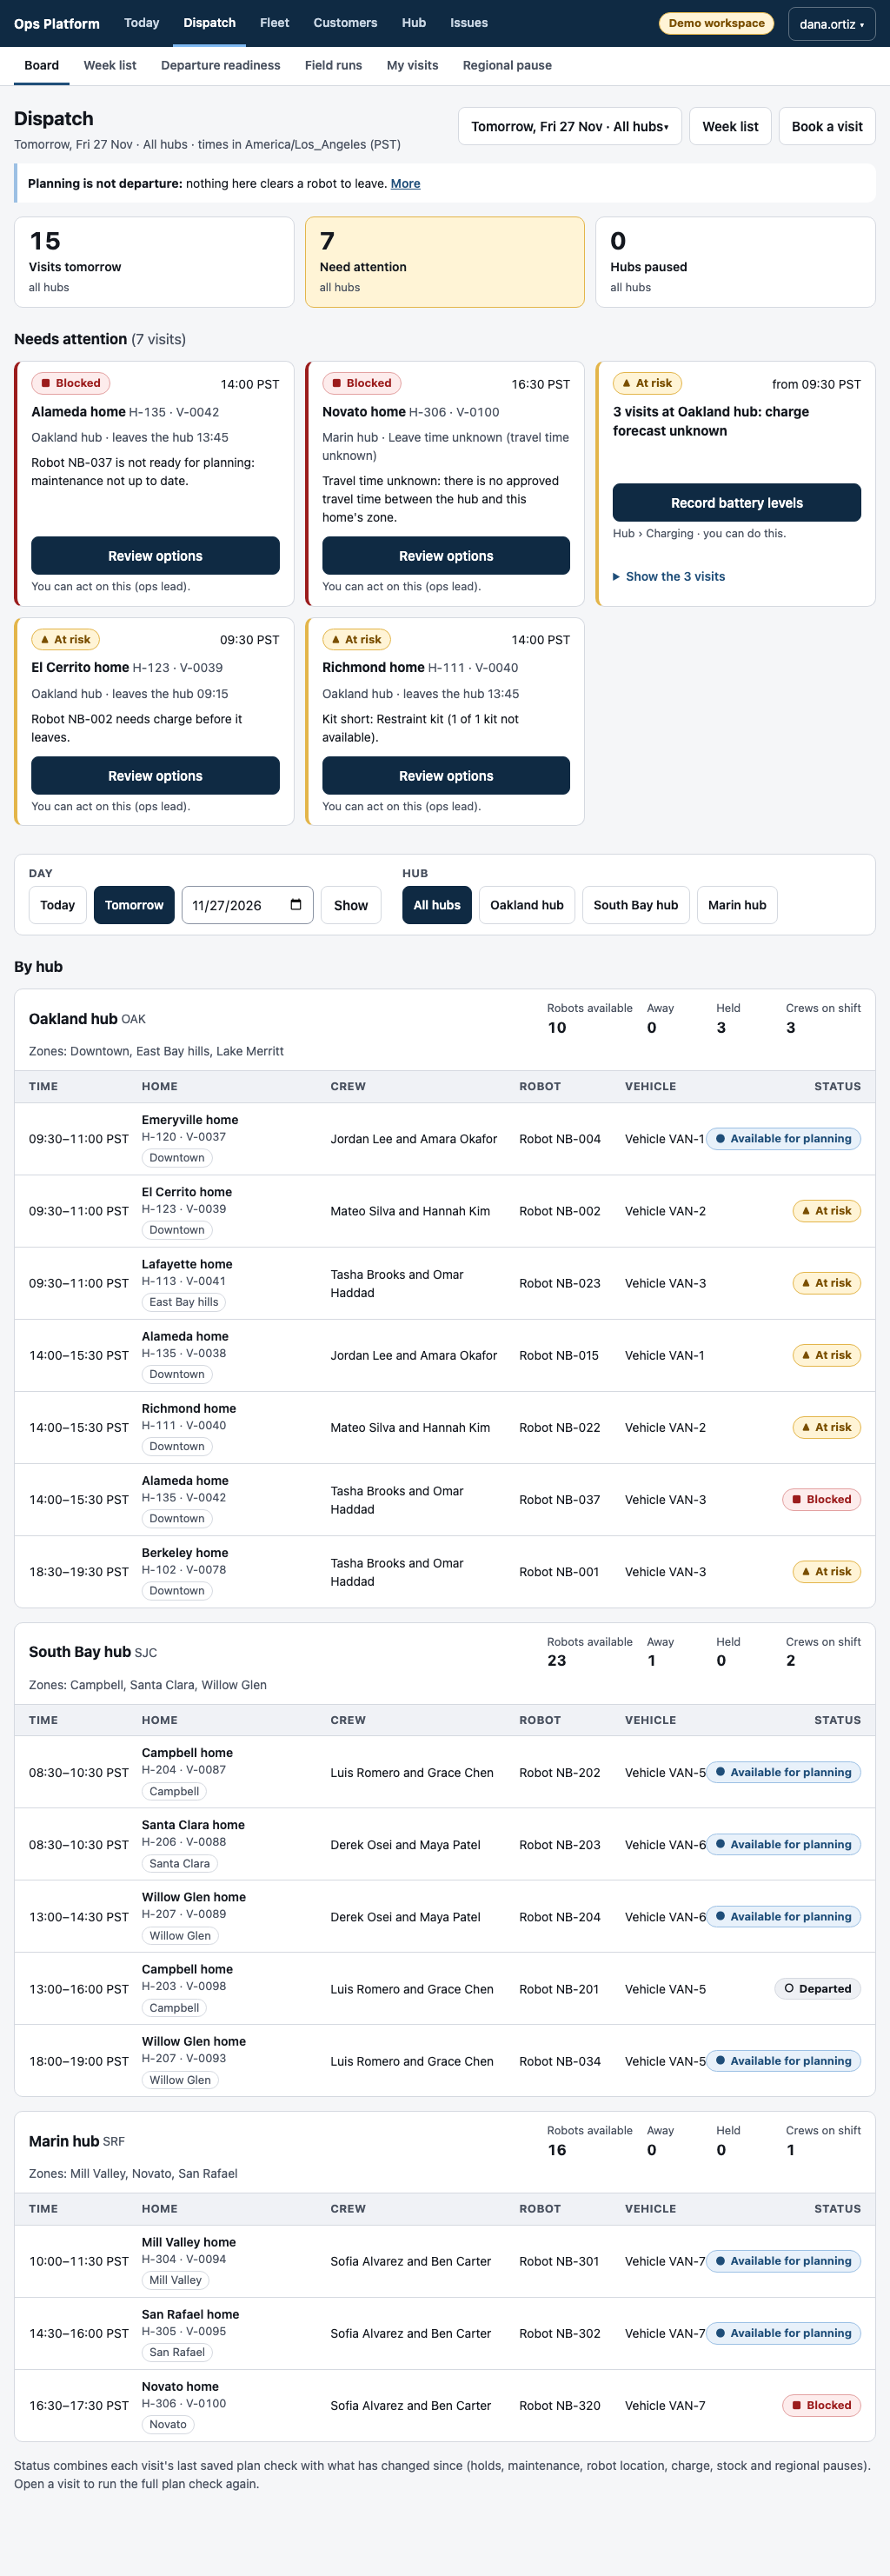 Ops Platform Today Dispatch Fleet Customers Hub Issues Demo workspace dana.ortiz ▾
Board Week list Departure readiness Field runs My visits Regional pause
Dispatch
Tomorrow, Fri 27 Nov · All hubs · times in America/Los_Angeles (PST)
Tomorrow, Fri 27 Nov · All hubs▾ Week list Book a visit
Planning is not departure: nothing here clears a robot to leave. More
15
Visits tomorrow
all hubs
7
Need attention
all hubs
0
Hubs paused
all hubs
Needs attention (7 visits)
Blocked 14:00 PST
Alameda home H-135 · V-0042
Oakland hub · leaves the hub 13:45
Robot NB-037 is not ready for planning:
maintenance not up to date.
Review options
You can act on this (ops lead).
Blocked 16:30 PST
Novato home H-306 · V-0100
Marin hub · Leave time unknown (travel time
unknown)
Travel time unknown: there is no approved
travel time between the hub and this
home's zone.
Review options
You can act on this (ops lead).
At risk from 09:30 PST
3 visits at Oakland hub: charge
forecast unknown
Record battery levels
Hub › Charging · you can do this.
Show the 3 visits
At risk 09:30 PST
El Cerrito home H-123 · V-0039
Oakland hub · leaves the hub 09:15
Robot NB-002 needs charge before it
leaves.
Review options
You can act on this (ops lead).
At risk 14:00 PST
Richmond home H-111 · V-0040
Oakland hub · leaves the hub 13:45
Kit short: Restraint kit (1 of 1 kit not
available).
Review options
You can act on this (ops lead).
DAY
Today Tomorrow 11/27/2026 Show
HUB
All hubs Oakland hub South Bay hub Marin hub
By hub
Oakland hub OAK
Zones: Downtown, East Bay hills, Lake Merritt
Robots available Away Held Crews on shift
10 0 3 3
TIME HOME CREW ROBOT VEHICLE STATUS
09:30–11:00 PST Emeryville home Jordan Lee and Amara Okafor Robot NB-004 Vehicle VAN-1 Available for planning
H-120 · V-0037
Downtown
09:30–11:00 PST El Cerrito home Mateo Silva and Hannah Kim Robot NB-002 Vehicle VAN-2 At risk
H-123 · V-0039
Downtown
09:30–11:00 PST Lafayette home Tasha Brooks and Omar Haddad Robot NB-023 Vehicle VAN-3 At risk
H-113 · V-0041
East Bay hills
14:00–15:30 PST Alameda home Jordan Lee and Amara Okafor Robot NB-015 Vehicle VAN-1 At risk
H-135 · V-0038
Downtown
14:00–15:30 PST Richmond home Mateo Silva and Hannah Kim Robot NB-022 Vehicle VAN-2 At risk
H-111 · V-0040
Downtown
14:00–15:30 PST Alameda home Tasha Brooks and Omar Haddad Robot NB-037 Vehicle VAN-3 Blocked
H-135 · V-0042
Downtown
18:30–19:30 PST Berkeley home Tasha Brooks and Omar Haddad Robot NB-001 Vehicle VAN-3 At risk
H-102 · V-0078
Downtown
South Bay hub SJC
Zones: Campbell, Santa Clara, Willow Glen
Robots available Away Held Crews on shift
23 1 0 2
TIME HOME CREW ROBOT VEHICLE STATUS
08:30–10:30 PST Campbell home Luis Romero and Grace Chen Robot NB-202 Vehicle VAN-5 Available for planning
H-204 · V-0087
Campbell
08:30–10:30 PST Santa Clara home Derek Osei and Maya Patel Robot NB-203 Vehicle VAN-6 Available for planning
H-206 · V-0088
Santa Clara
13:00–14:30 PST Willow Glen home Derek Osei and Maya Patel Robot NB-204 Vehicle VAN-6 Available for planning
H-207 · V-0089
Willow Glen
13:00–16:00 PST Campbell home Luis Romero and Grace Chen Robot NB-201 Vehicle VAN-5 Departed
H-203 · V-0098
Campbell
18:00–19:00 PST Willow Glen home Luis Romero and Grace Chen Robot NB-034 Vehicle VAN-5 Available for planning
H-207 · V-0093
Willow Glen
Marin hub SRF
Zones: Mill Valley, Novato, San Rafael
Robots available Away Held Crews on shift
16 0 0 1
TIME HOME CREW ROBOT VEHICLE STATUS
10:00–11:30 PST Mill Valley home Sofia Alvarez and Ben Carter Robot NB-301 Vehicle VAN-7 Available for planning
H-304 · V-0094
Mill Valley
14:30–16:00 PST San Rafael home Sofia Alvarez and Ben Carter Robot NB-302 Vehicle VAN-7 Available for planning
H-305 · V-0095
San Rafael
16:30–17:30 PST Novato home Sofia Alvarez and Ben Carter Robot NB-320 Vehicle VAN-7 Blocked
H-306 · V-0100
Novato
Status combines each visit's last saved plan check with what has changed since (holds, maintenance, robot location, charge, stock and regional pauses).
Open a visit to run the full plan check again.